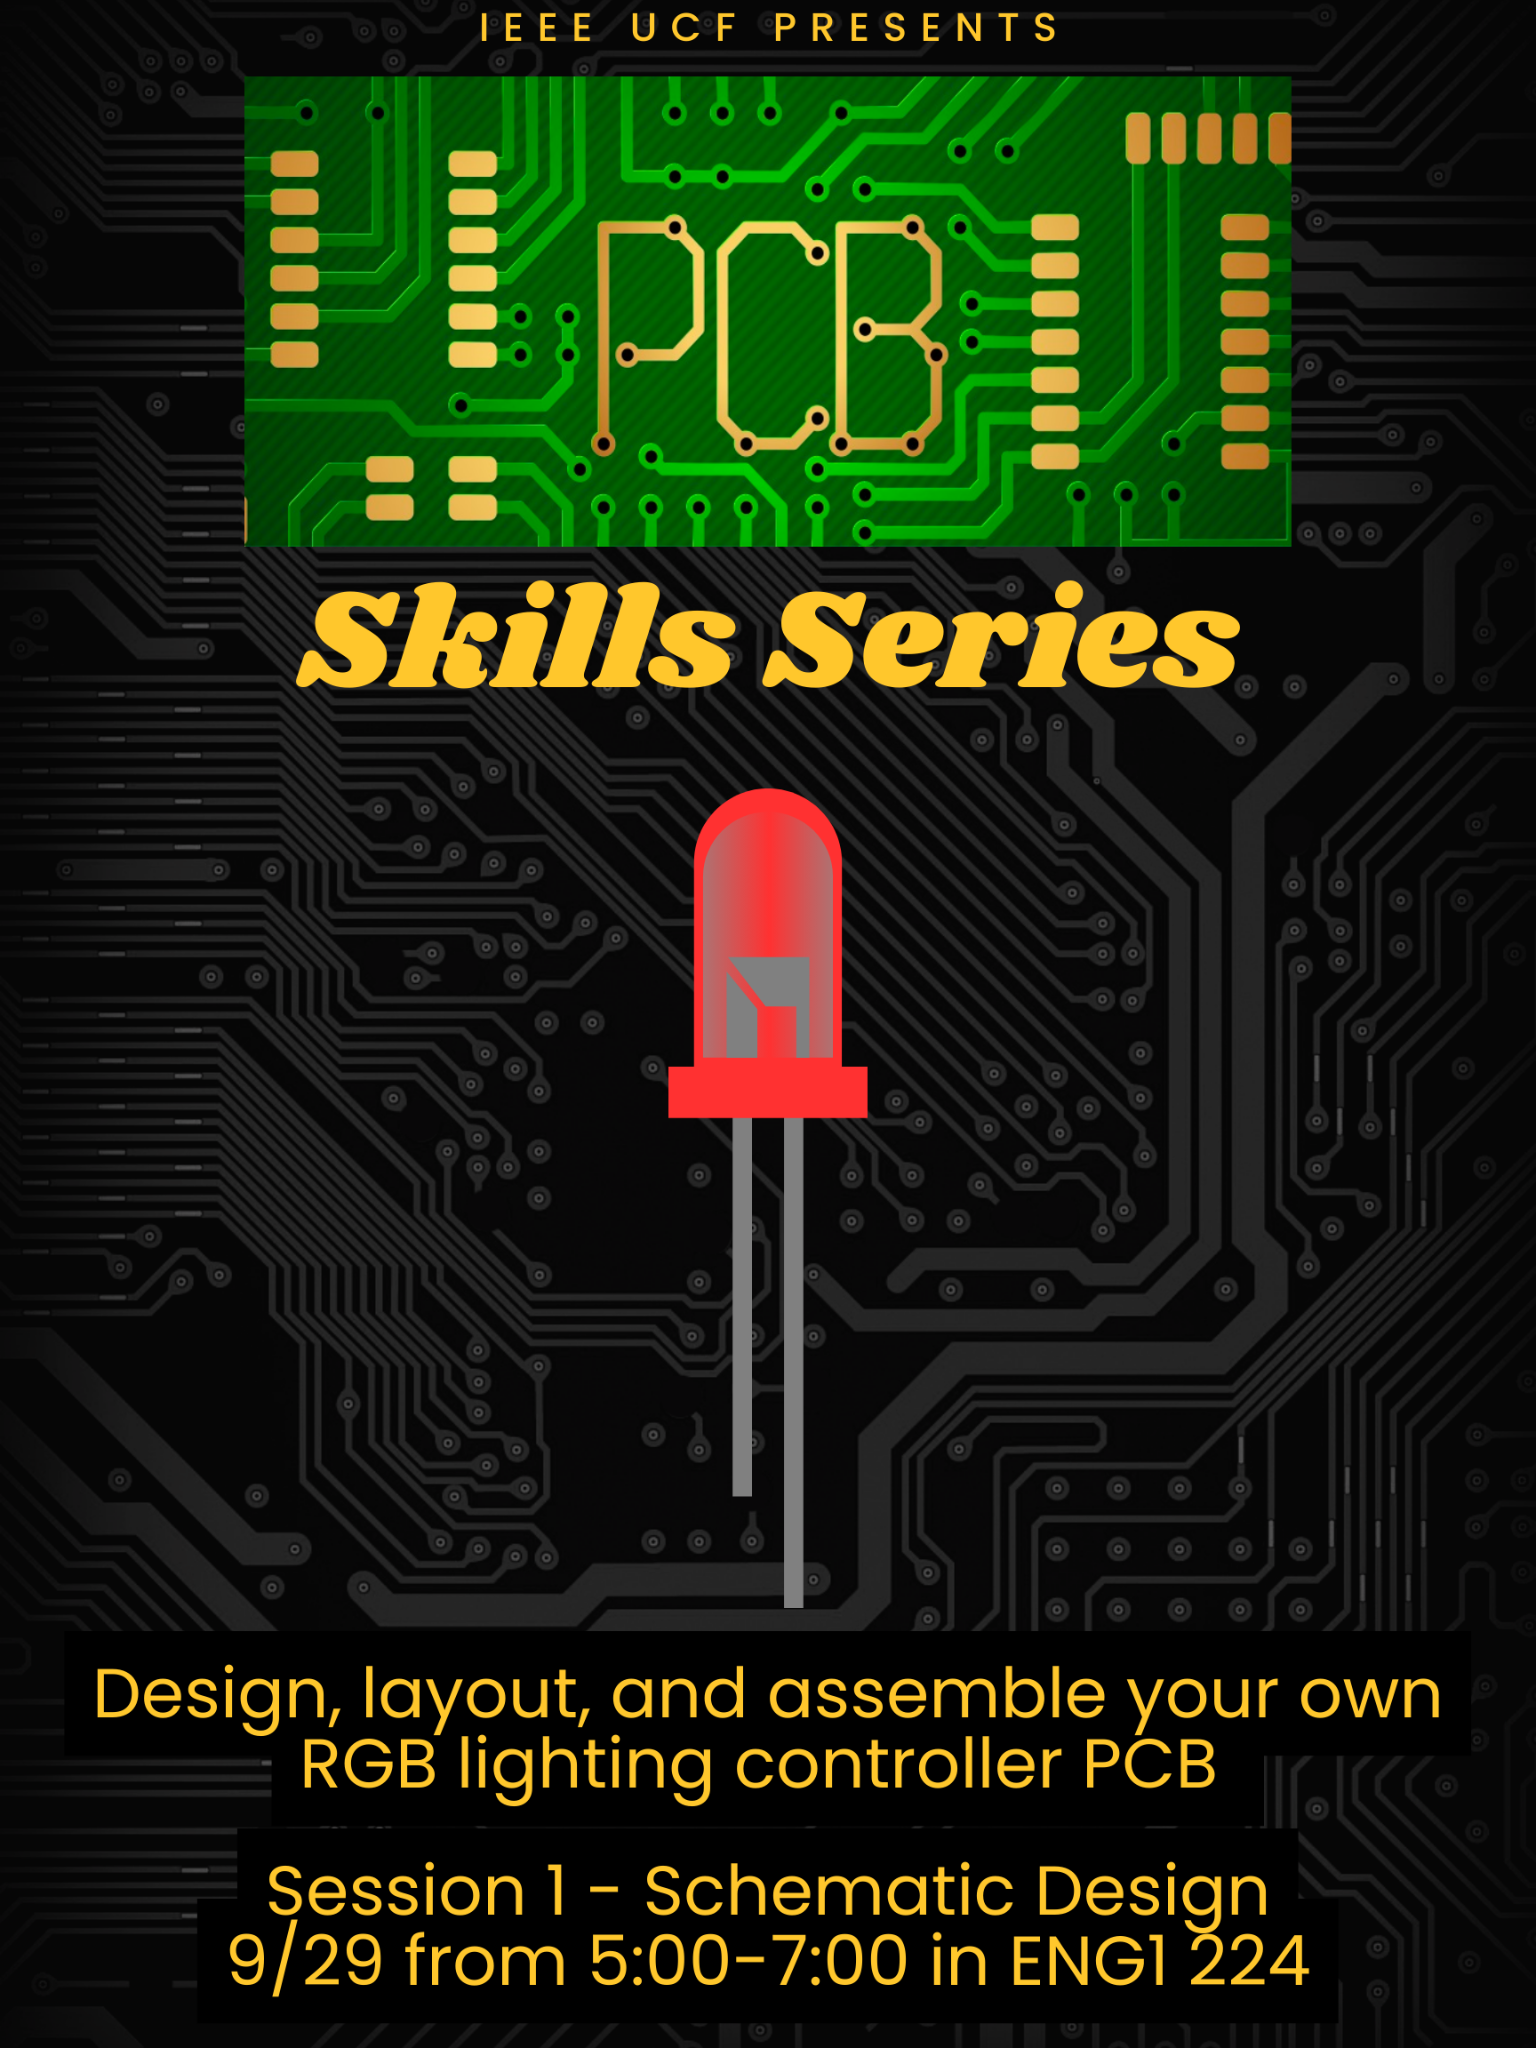 IEEE UCF PRESENTS
PCB
Skills Series
Design, layout, and assemble your own
RGB lighting controller PCB
Session 1 - Schematic Design
9/29 from 5:00-7:00 in ENG1 224